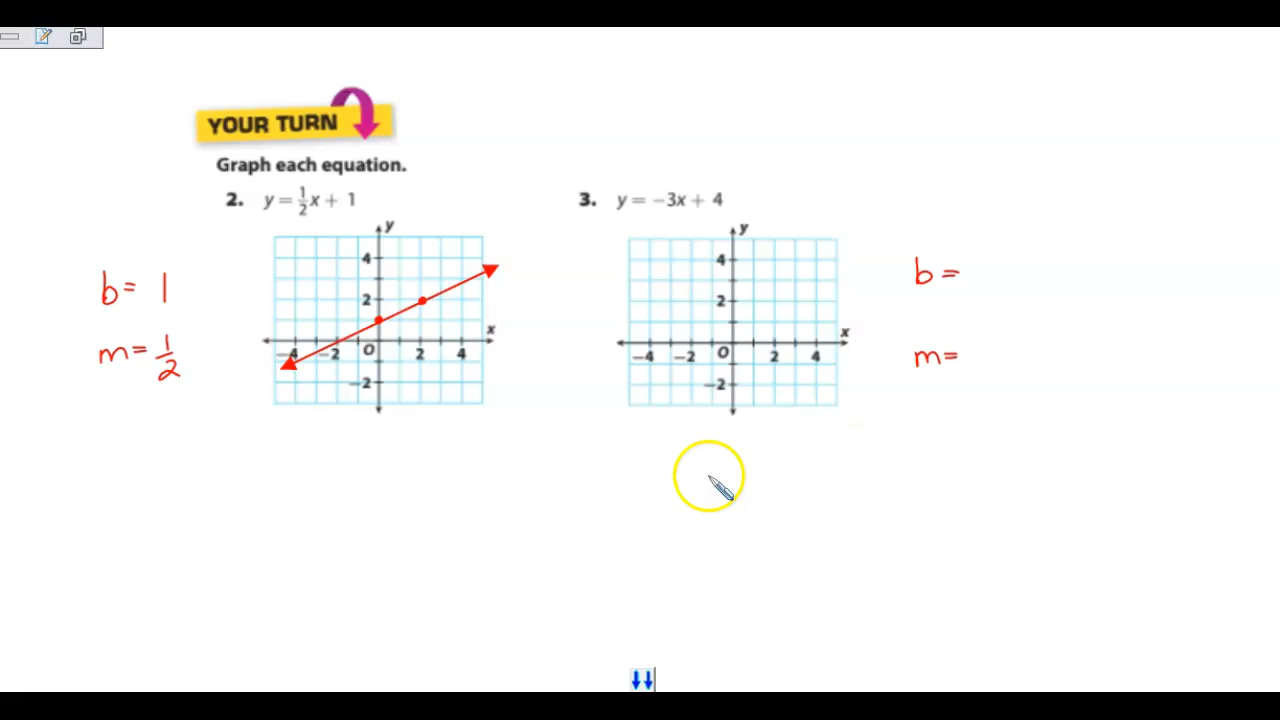 YOUR TURN
Graph each equation.
2. y = 1/2 x + 1
3. y = −3x + 4
b = 1
m = 1/2
y
4
2
−4 −2 O 2 4 x
−2
y
4
2
−4 −2 O 2 4 x
−2
b =
m =